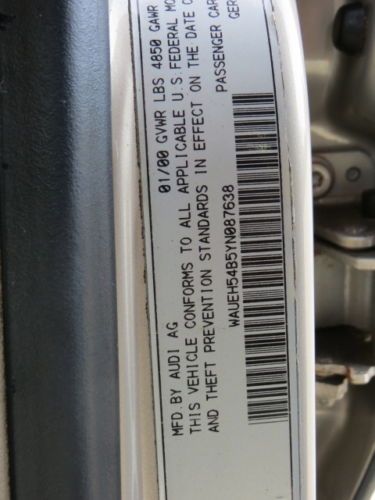 MFD. BY AUDI AG 01/00 GVWR LBS 4850 GAWR
THIS VEHICLE CONFORMS TO ALL APPLICABLE U.S. FEDERAL MO
AND THEFT PREVENTION STANDARDS IN EFFECT ON THE DATE O
WAUEH54B5YN087638 PASSENGER CAR
GER